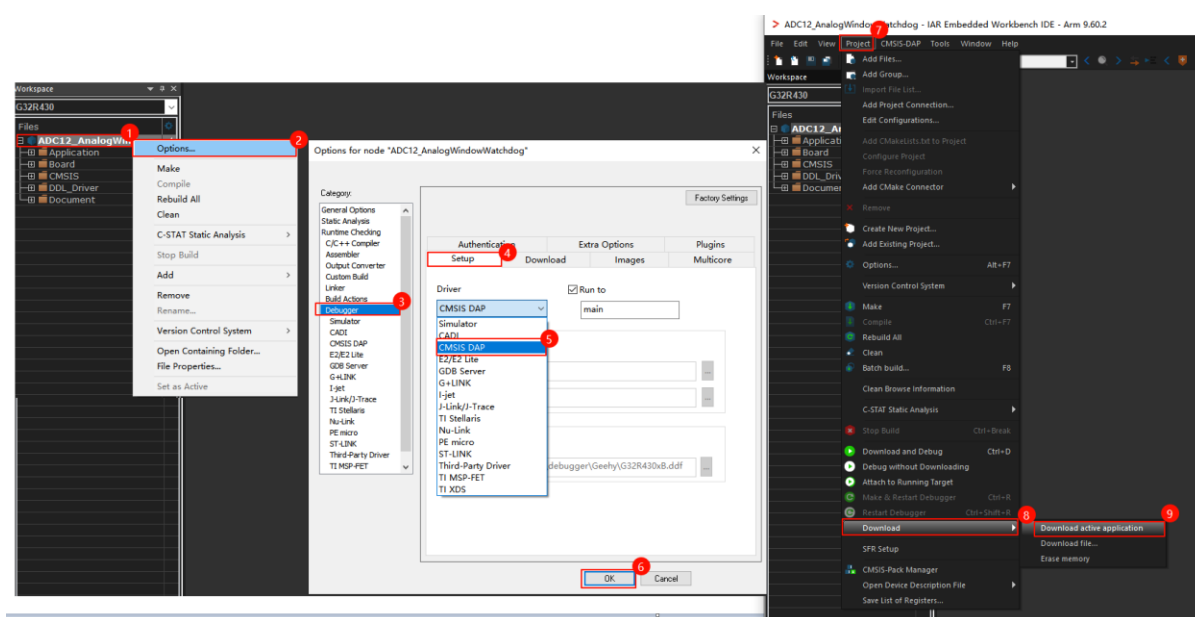 Workspace
G32R430
Files
1
ADC12_AnalogWin
Application
Board
CMSIS
DDL_Driver
Document
2
Options...
Make
Compile
Rebuild All
Clean
C-STAT Static Analysis
Stop Build
Add
Remove
Rename...
Version Control System
Open Containing Folder...
File Properties...
Set as Active
Options for node "ADC12_AnalogWindowWatchdog"
Category:
General Options
Static Analysis
Runtime Checking
C/C++ Compiler
Assembler
Output Converter
Custom Build
Linker
Build Actions
3
Debugger
Simulator
CADI
CMSIS DAP
E2/E2 Lite
GDB Server
G+LINK
I-jet
J-Link/J-Trace
TI Stellaris
Nu-Link
PE micro
ST-LINK
Third-Party Driver
TI MSP-FET
Factory Settings
Authentication
Extra Options
Plugins
4
Setup
Download
Images
Multicore
Driver
Run to
CMSIS DAP
main
Simulator
CADI
5
CMSIS DAP
E2/E2 Lite
GDB Server
G+LINK
I-jet
J-Link/J-Trace
TI Stellaris
Nu-Link
PE micro
ST-LINK
Third-Party Driver
TI MSP-FET
TI XDS
debugger\Geehy\G32R430xB.ddf
6
OK
Cancel
ADC12_AnalogWindowWatchdog - IAR Embedded Workbench IDE - Arm 9.60.2
7
File Edit View Project CMSIS-DAP Tools Window Help
Workspace
G32R430
Files
ADC12_A
Applicati
Board
CMSIS
DDL_Driv
Documen
Add Files...
Add Group...
Import File List...
Add Project Connection...
Edit Configurations...
Add CMakeLists.txt to Project
Configure Project
Force Reconfiguration
Add CMake Connector
Remove
Create New Project...
Add Existing Project...
Options... Alt+F7
Version Control System
Make F7
Compile Ctrl+F7
Rebuild All
Clean
Batch build... F8
Clean Browse Information
C-STAT Static Analysis
Stop Build Ctrl+Break
Download and Debug Ctrl+D
Debug without Downloading
Attach to Running Target
Make & Restart Debugger Ctrl+R
Restart Debugger Ctrl+Shift+R
8
Download
SFR Setup
CMSIS-Pack Manager
Open Device Description File
Save List of Registers...
9
Download active application
Download file...
Erase memory